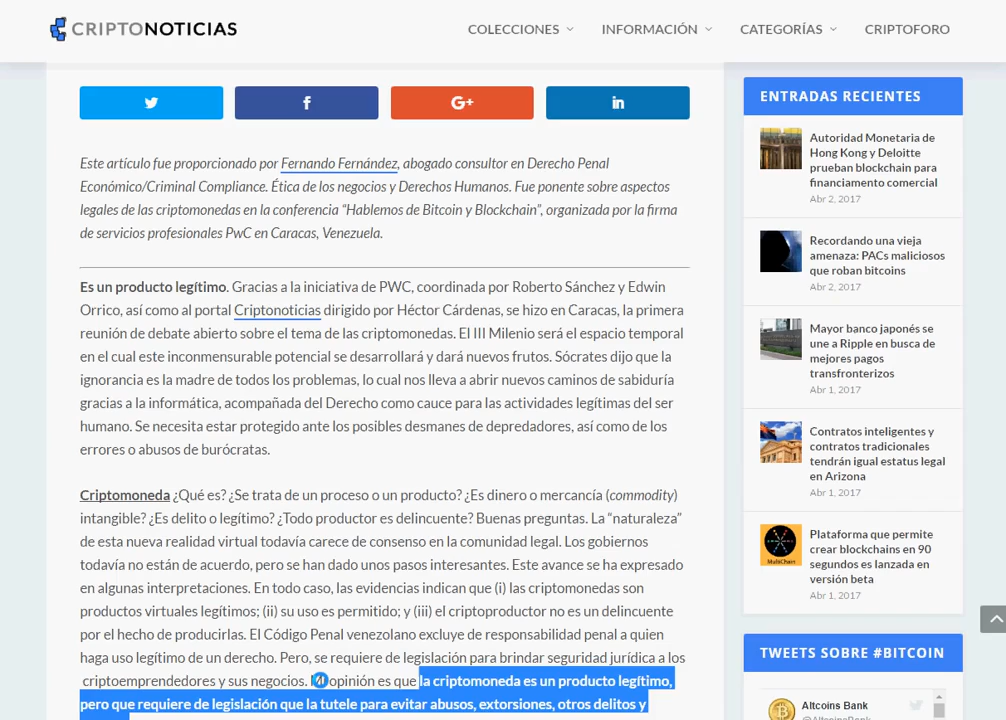 CRIPTONOTICIAS
COLECCIONES
INFORMACIÓN
CATEGORÍAS
CRIPTOFORO
G+
in
Este artículo fue proporcionado por Fernando Fernández, abogado consultor en Derecho Penal
Económico/Criminal Compliance. Ética de los negocios y Derechos Humanos. Fue ponente sobre aspectos
legales de las criptomonedas en la conferencia “Hablemos de Bitcoin y Blockchain”, organizada por la firma
de servicios profesionales PwC en Caracas, Venezuela.
Es un producto legítimo. Gracias a la iniciativa de PWC, coordinada por Roberto Sánchez y Edwin
Orrico, así como al portal Criptonoticias dirigido por Héctor Cárdenas, se hizo en Caracas, la primera
reunión de debate abierto sobre el tema de las criptomonedas. El III Milenio será el espacio temporal
en el cual este inconmensurable potencial se desarrollará y dará nuevos frutos. Sócrates dijo que la
ignorancia es la madre de todos los problemas, lo cual nos lleva a abrir nuevos caminos de sabiduría
gracias a la informática, acompañada del Derecho como cauce para las actividades legítimas del ser
humano. Se necesita estar protegido ante los posibles desmanes de depredadores, así como de los
errores o abusos de burócratas.
Criptomoneda ¿Qué es? ¿Se trata de un proceso o un producto? ¿Es dinero o mercancía (commodity)
intangible? ¿Es delito o legítimo? ¿Todo productor es delincuente? Buenas preguntas. La “naturaleza”
de esta nueva realidad virtual todavía carece de consenso en la comunidad legal. Los gobiernos
todavía no están de acuerdo, pero se han dado unos pasos interesantes. Este avance se ha expresado
en algunas interpretaciones. En todo caso, las evidencias indican que (i) las criptomonedas son
productos virtuales legítimos; (ii) su uso es permitido; y (iii) el criptoproductor no es un delincuente
por el hecho de producirlas. El Código Penal venezolano excluye de responsabilidad penal a quien
haga uso legítimo de un derecho. Pero, se requiere de legislación para brindar seguridad jurídica a los
criptoemprendedores y sus negocios. opinión es que la criptomoneda es un producto legítimo,
pero que requiere de legislación que la tutele para evitar abusos, extorsiones, otros delitos y
ENTRADAS RECIENTES
Autoridad Monetaria de
Hong Kong y Deloitte
prueban blockchain para
financiamiento comercial
Abr 2, 2017
Recordando una vieja
amenaza: PACs maliciosos
que roban bitcoins
Abr 2, 2017
Mayor banco japonés se
une a Ripple en busca de
mejores pagos
transfronterizos
Abr 1, 2017
Contratos inteligentes y
contratos tradicionales
tendrán igual estatus legal
en Arizona
Abr 1, 2017
MultiChain
Plataforma que permite
crear blockchains en 90
segundos es lanzada en
versión beta
Abr 1, 2017
TWEETS SOBRE #BITCOIN
Altcoins Bank